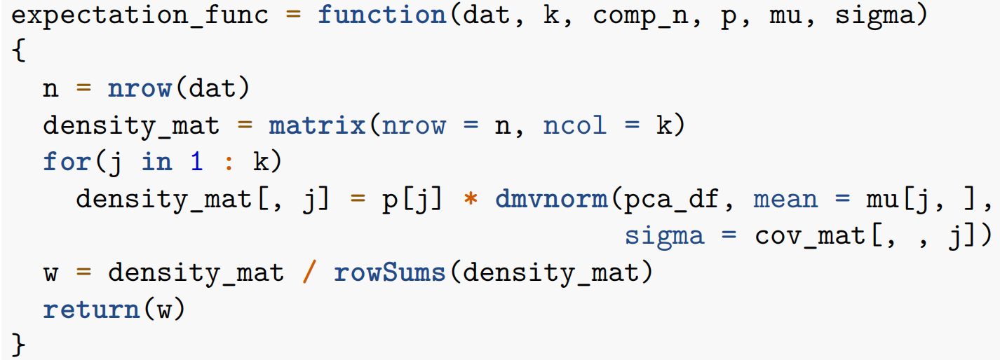 expectation_func = function(dat, k, comp_n, p, mu, sigma)
{
  n = nrow(dat)
  density_mat = matrix(nrow = n, ncol = k)
  for(j in 1 : k)
    density_mat[, j] = p[j] * dmvnorm(pca_df, mean = mu[j, ],
                                      sigma = cov_mat[, , j])
  w = density_mat / rowSums(density_mat)
  return(w)
}